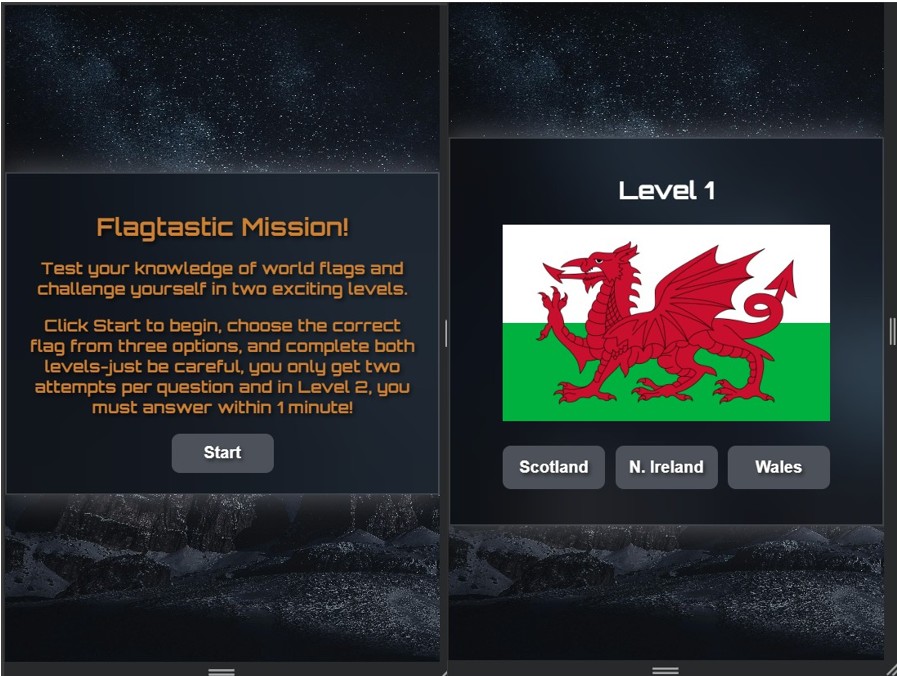 Flagtastic Mission!
Test your knowledge of world flags and
challenge yourself in two exciting levels.
Click Start to begin, choose the correct
flag from three options, and complete both
levels-just be careful, you only get two
attempts per question and in Level 2, you
must answer within 1 minute!
Start
Level 1
Scotland
N. Ireland
Wales